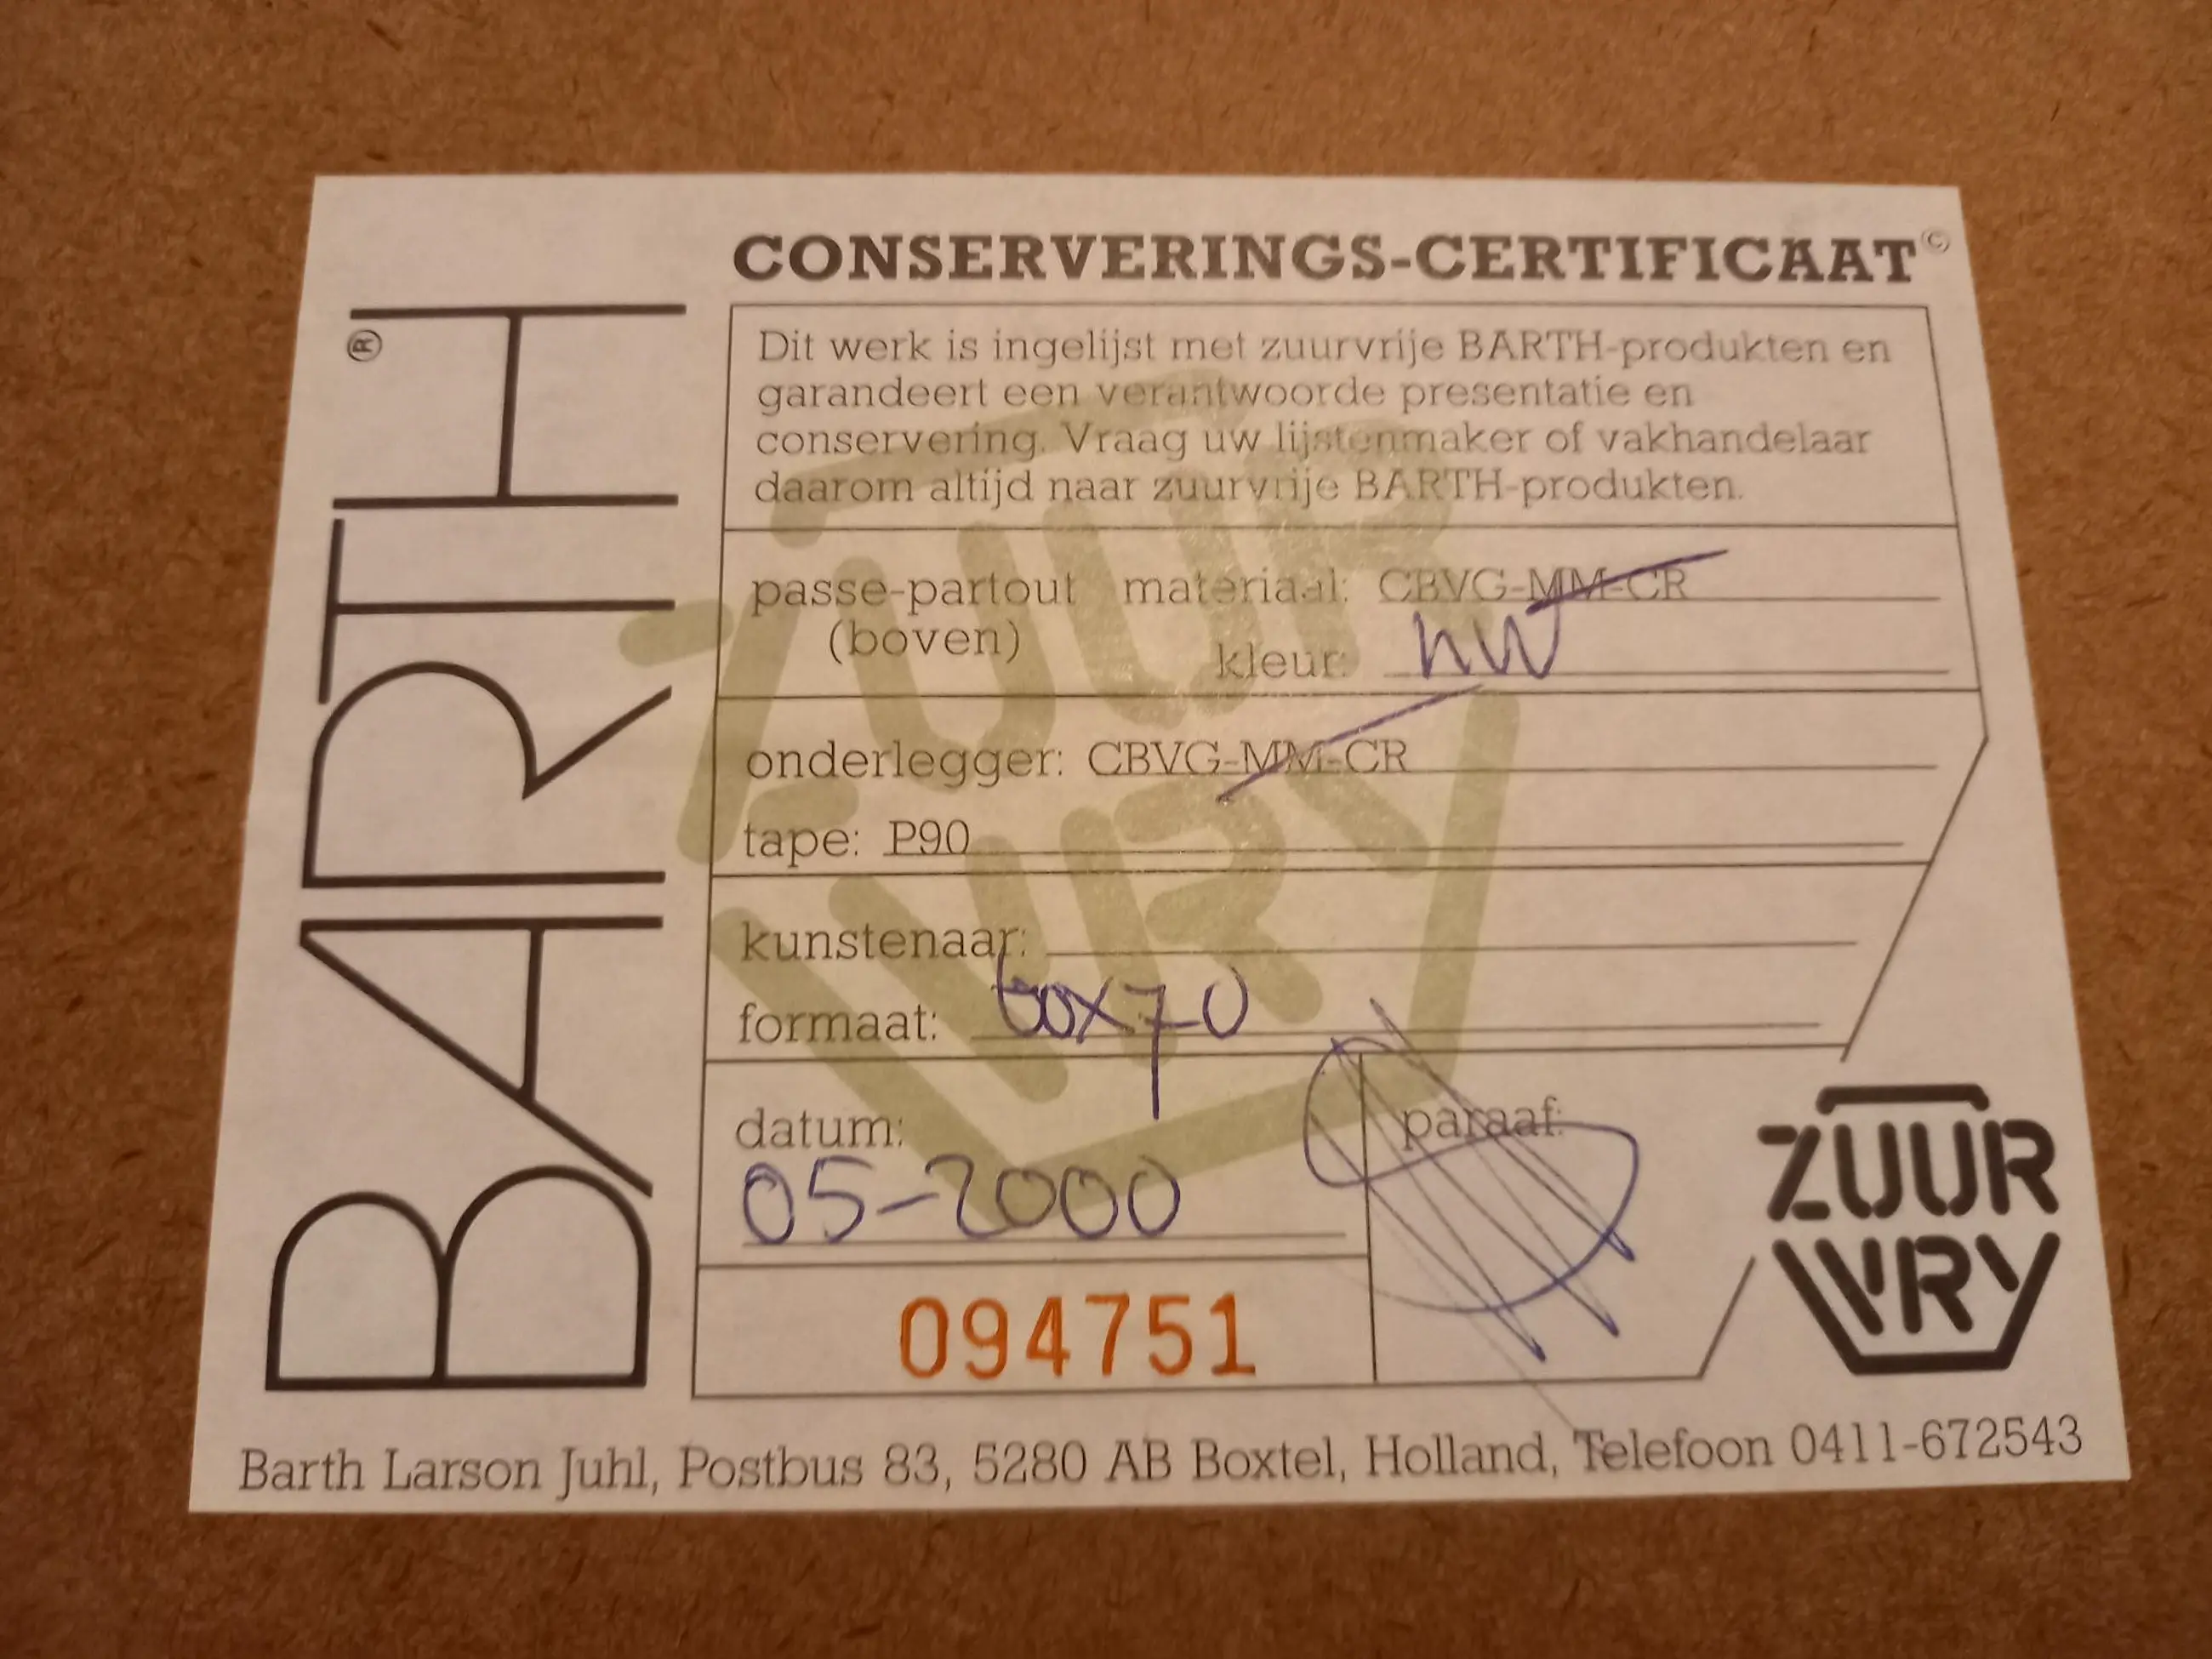 BARTH®
CONSERVERINGS-CERTIFICAAT©
Dit werk is ingelijst met zuurvrije BARTH-produkten en
garandeert een verantwoorde presentatie en
conservering. Vraag uw lijstenmaker of vakhandelaar
daarom altijd naar zuurvrije BARTH-produkten.
passe-partout materiaal: CBVG-MM-CR
(boven) kleur: NW
onderlegger: CBVG-MM-CR
tape: P90
kunstenaar:
formaat: 60x70
datum: paraaf:
05-2000
094751
ZUUR
VRY
ZUUR
VRY
Barth Larson Juhl, Postbus 83, 5280 AB Boxtel, Holland, Telefoon 0411-672543